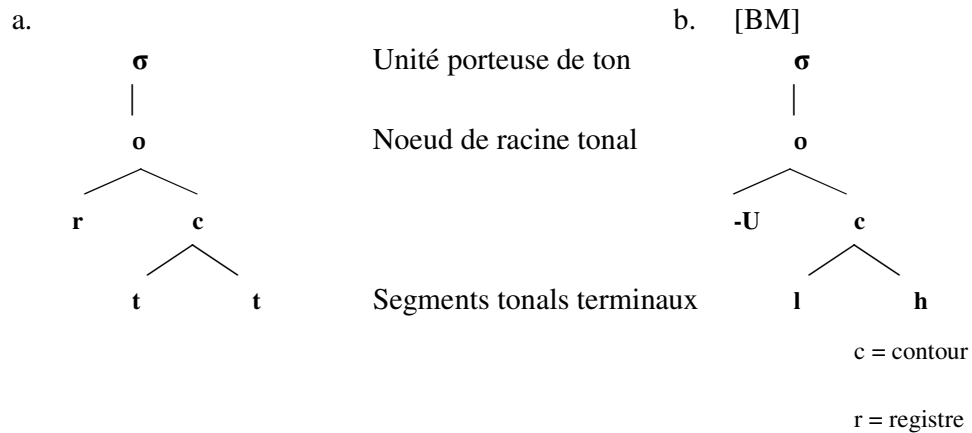 a. b. [BM]
σ Unité porteuse de ton σ
o Noeud de racine tonal o
r c -U c
t t Segments tonals terminaux l h
c = contour
r = registre